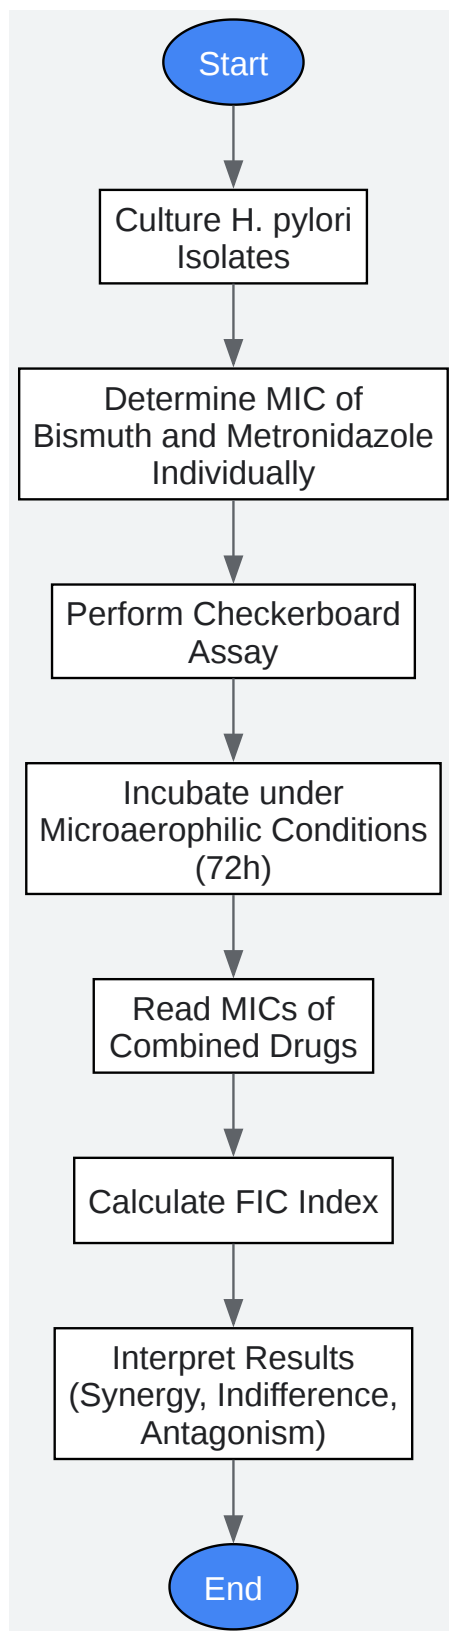 Start
Culture H. pylori
Isolates
Determine MIC of
Bismuth and Metronidazole
Individually
Perform Checkerboard
Assay
Incubate under
Microaerophilic Conditions
(72h)
Read MICs of
Combined Drugs
Calculate FIC Index
Interpret Results
(Synergy, Indifference,
Antagonism)
End